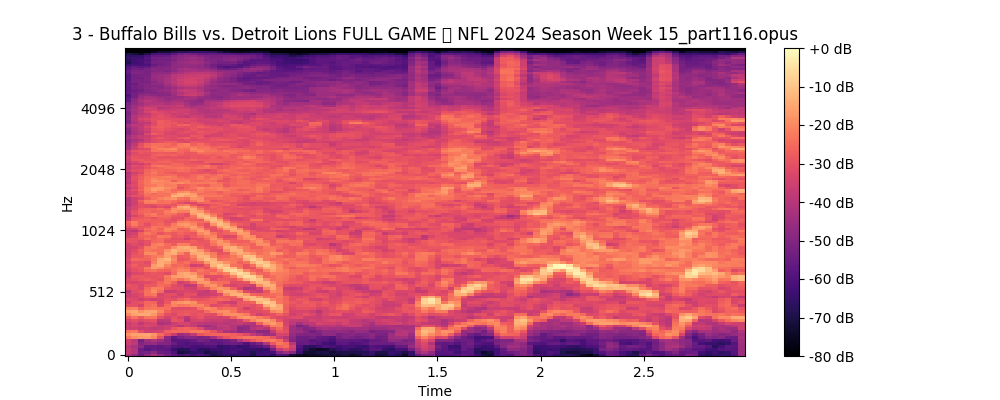 3 - Buffalo Bills vs. Detroit Lions FULL GAME ▯ NFL 2024 Season Week 15_part116.opus
+0 dB
4096
-10 dB
-20 dB
2048
-30 dB
Hz
1024
-40 dB
-50 dB
512
-60 dB
-70 dB
0
-80 dB
0 0.5 1 1.5 2 2.5
Time